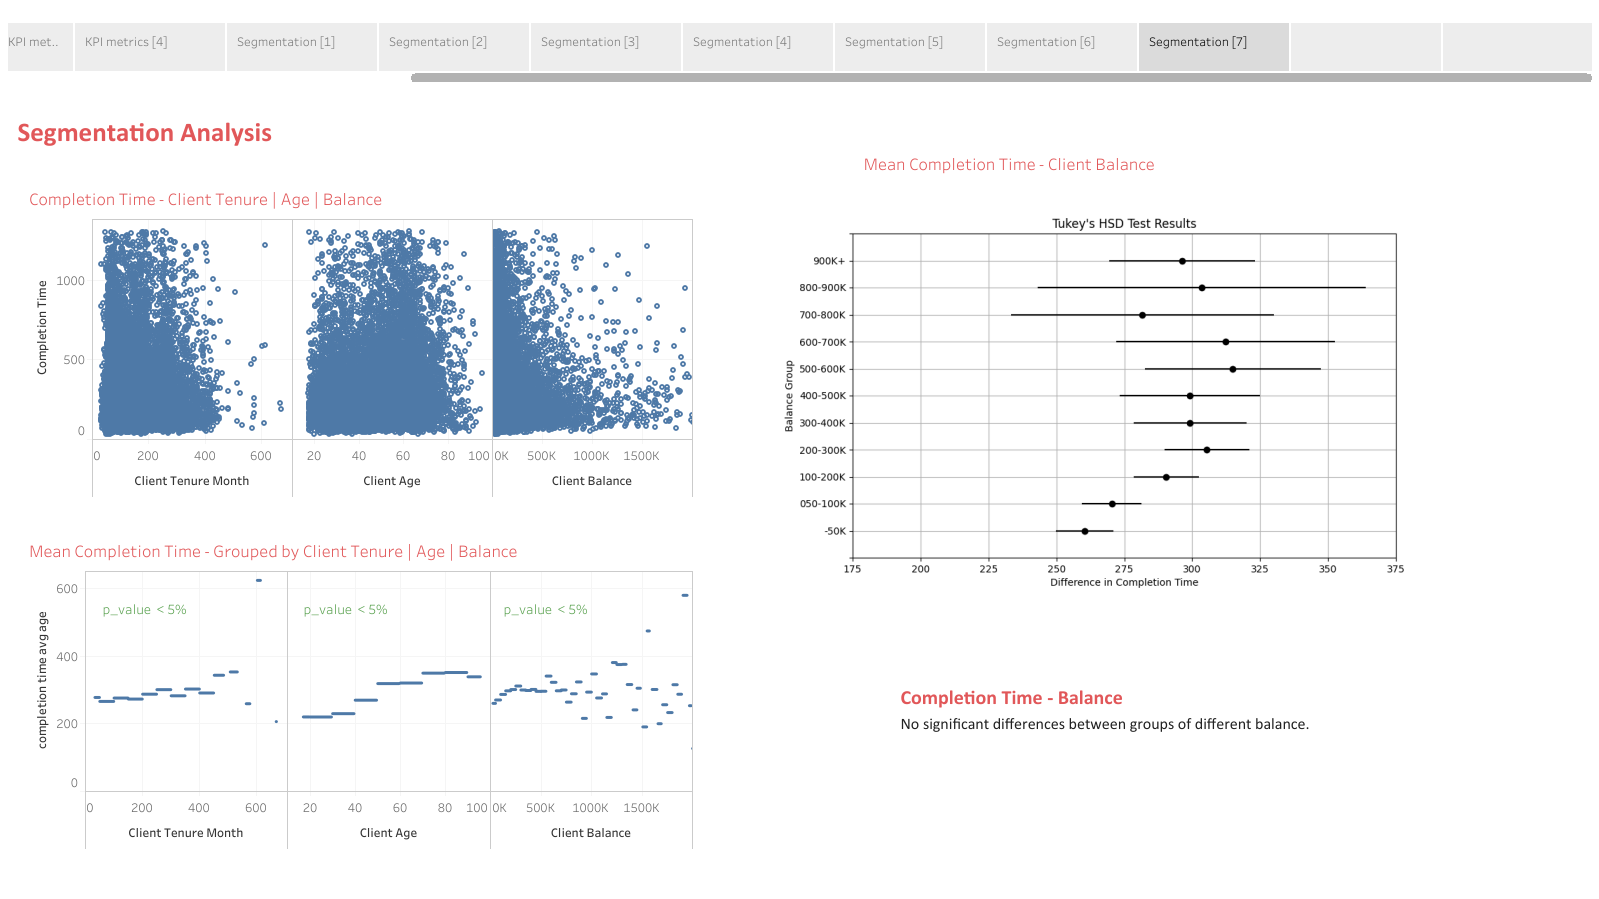 KPI met..
KPI metrics [4]
Segmentation [1]
Segmentation [2]
Segmentation [3]
Segmentation [4]
Segmentation [5]
Segmentation [6]
Segmentation [7]
Segmentation Analysis
Completion Time - Client Tenure | Age | Balance
Completion Time
1000
500
0
0 200 400 600
20 40 60 80 100
0K 500K 1000K 1500K
Client Tenure Month
Client Age
Client Balance
Mean Completion Time - Grouped by Client Tenure | Age | Balance
completion time avg age
600
400
200
0
p_value < 5%
p_value < 5%
p_value < 5%
0 200 400 600
20 40 60 80 100
0K 500K 1000K 1500K
Client Tenure Month
Client Age
Client Balance
Mean Completion Time - Client Balance
Tukey's HSD Test Results
Balance Group
900K+
800-900K
700-800K
600-700K
500-600K
400-500K
300-400K
200-300K
100-200K
050-100K
-50K
175 200 225 250 275 300 325 350 375
Difference in Completion Time
Completion Time - Balance
No significant differences between groups of different balance.